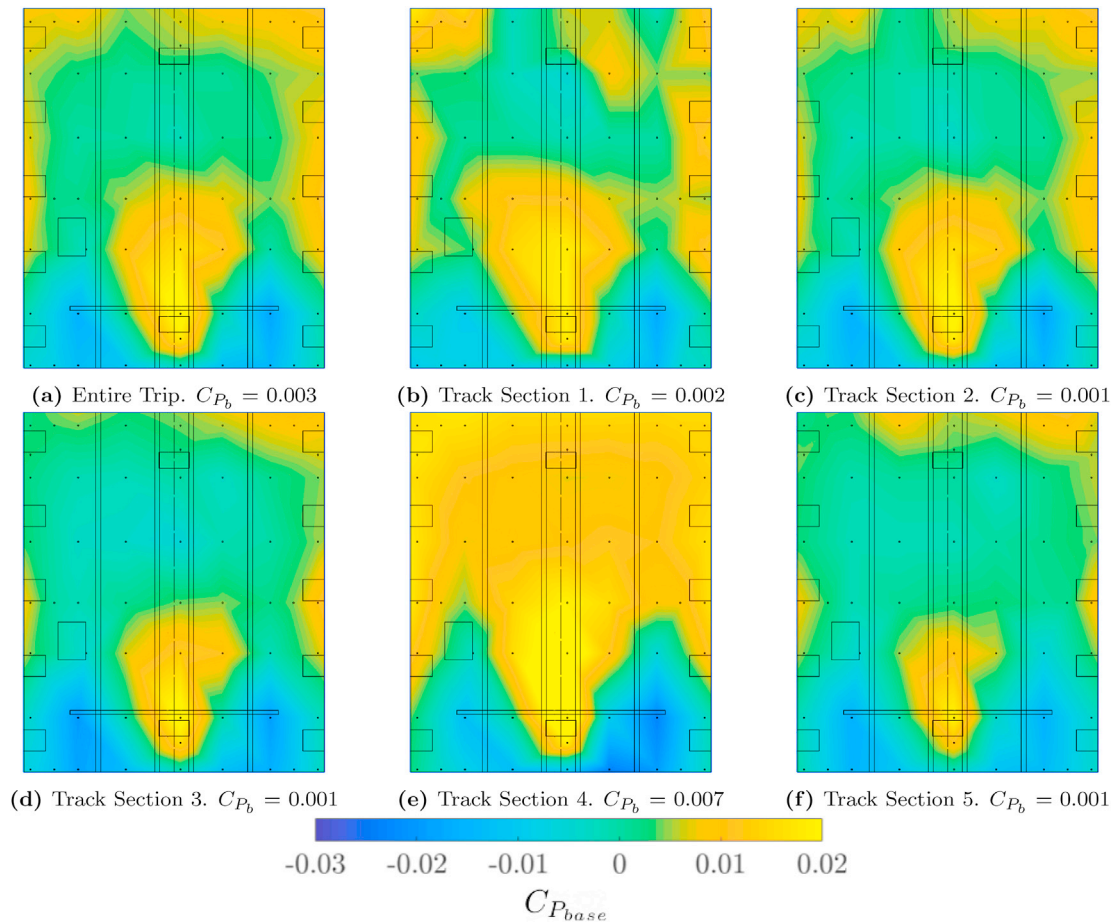 (a) Entire Trip. $C_{P_b}$ = 0.003
(b) Track Section 1. $C_{P_b}$ = 0.002
(c) Track Section 2. $C_{P_b}$ = 0.001
(d) Track Section 3. $C_{P_b}$ = 0.001
(e) Track Section 4. $C_{P_b}$ = 0.007
(f) Track Section 5. $C_{P_b}$ = 0.001
-0.03 -0.02 -0.01 0 0.01 0.02
$C_{P_{base}}$